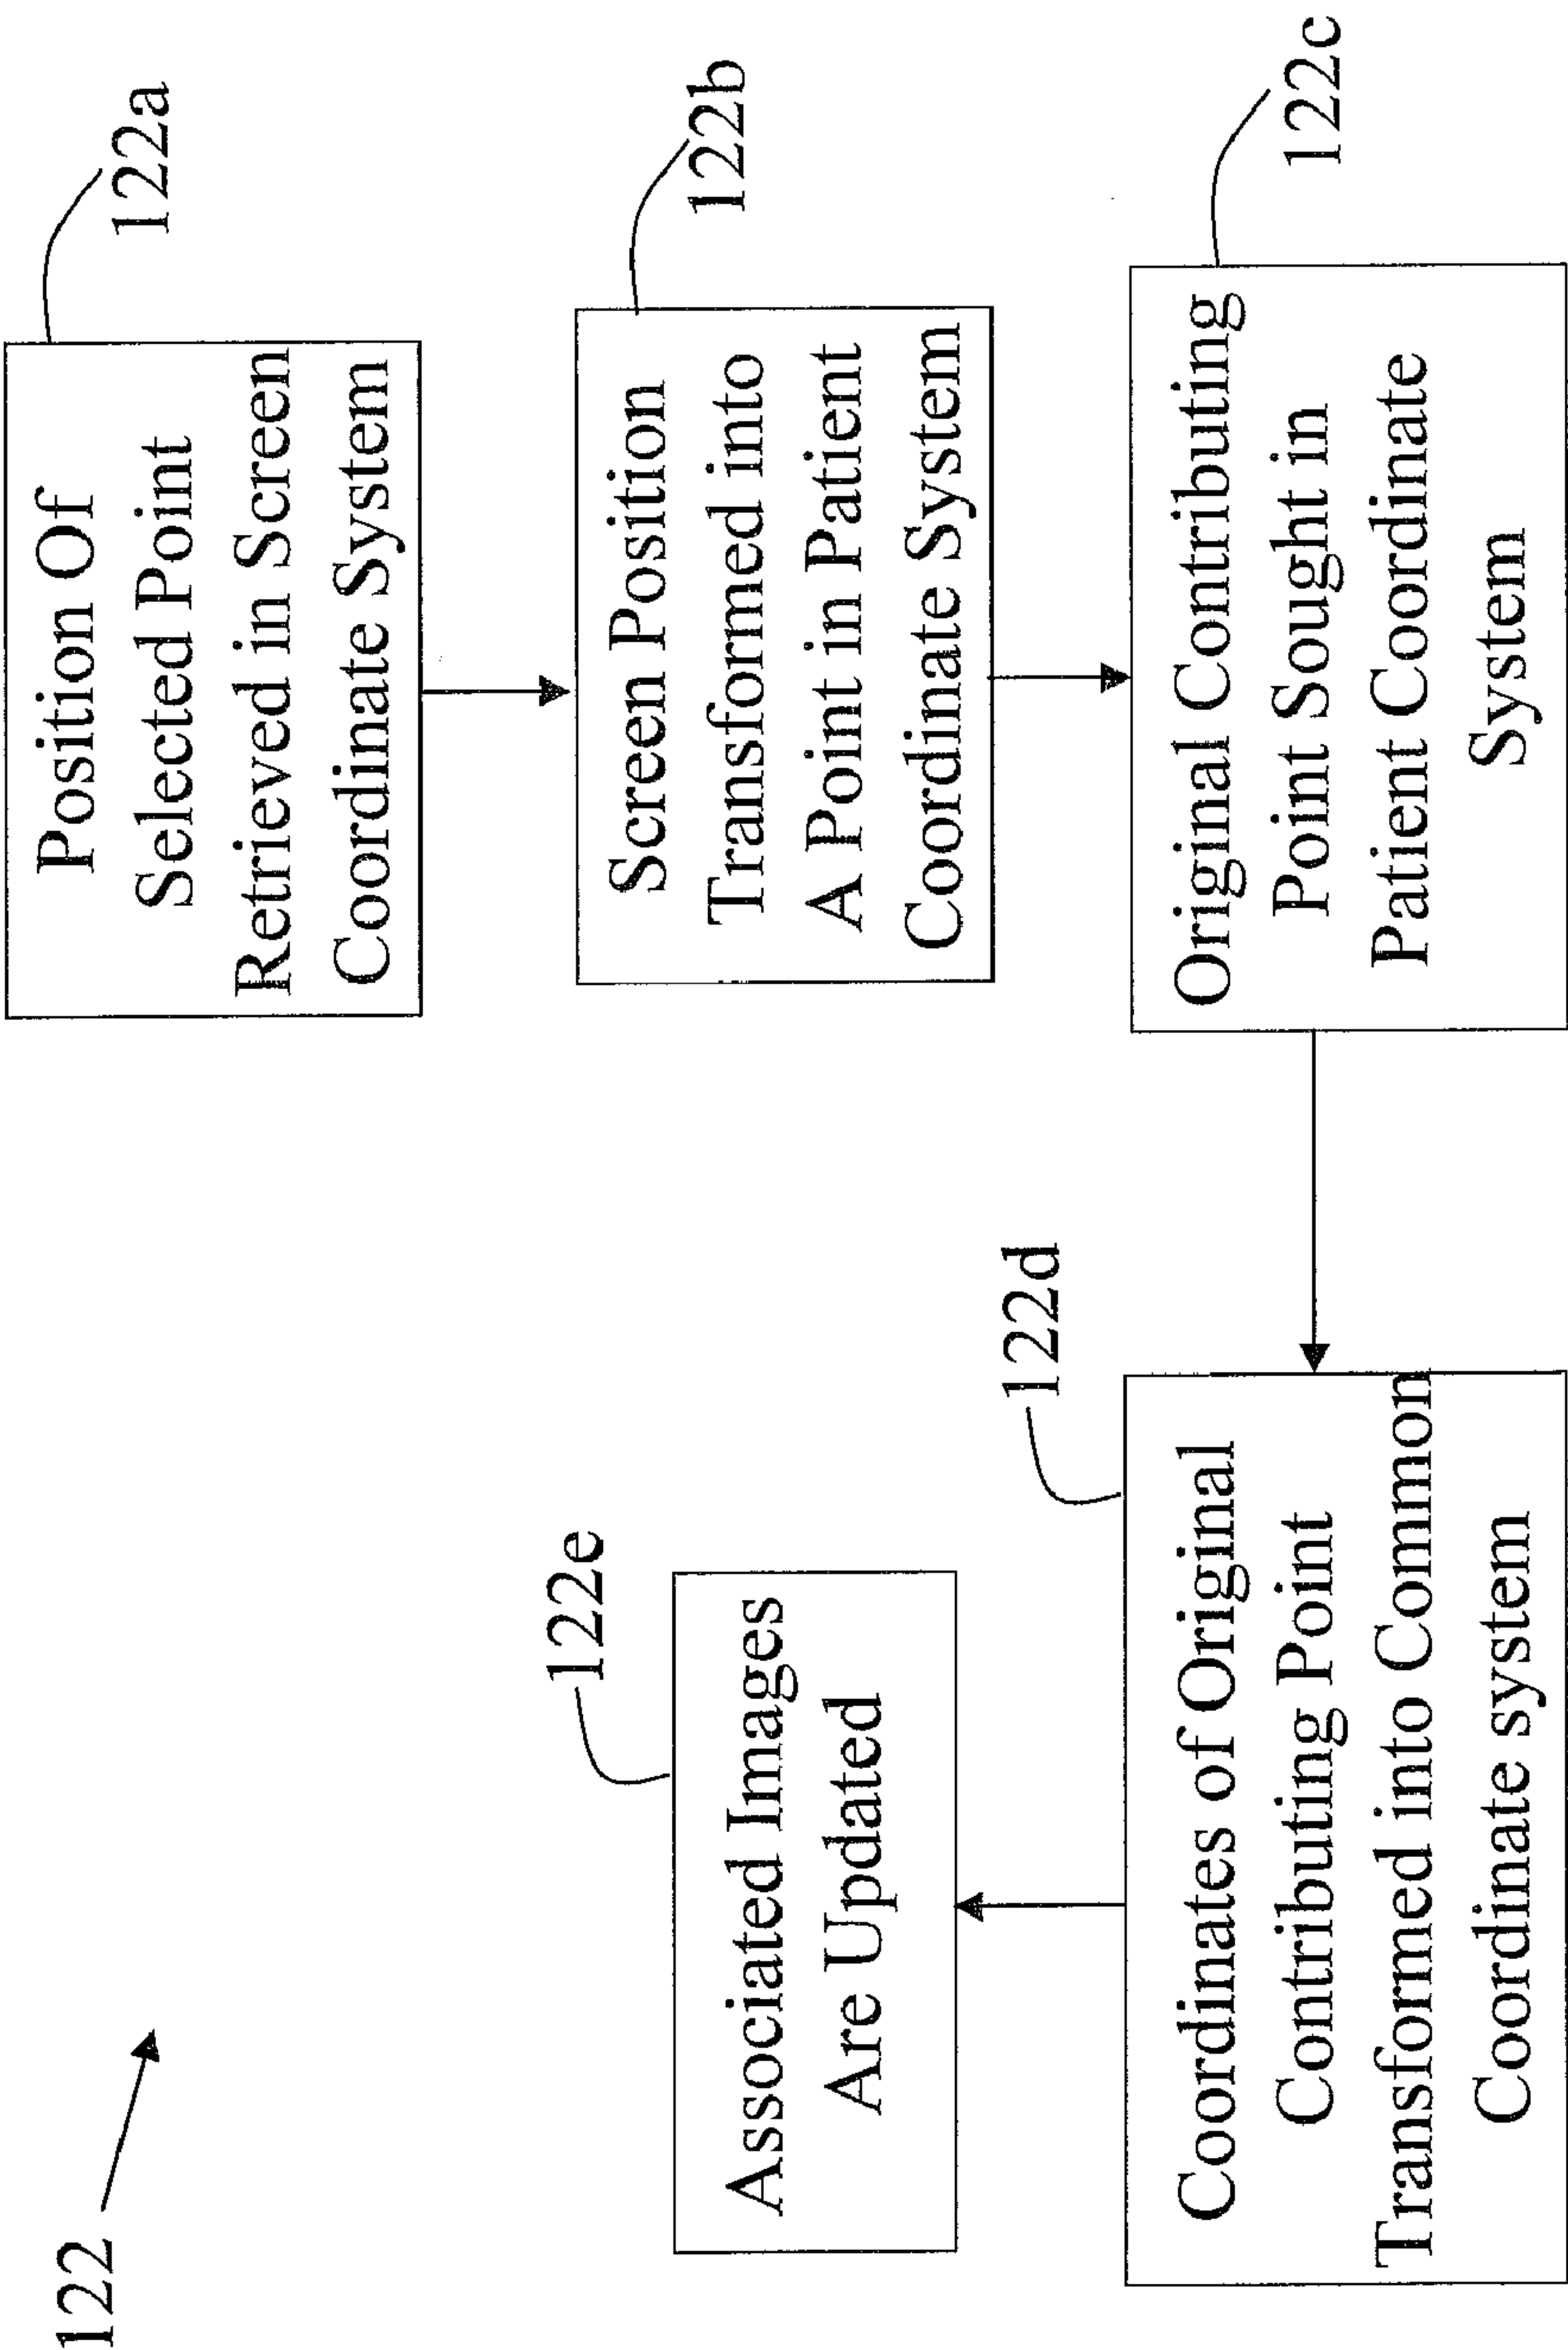 122
Position Of
Selected Point
Retrieved in Screen
Coordinate System
122a
Screen Position
Transformed into
A Point in Patient
Coordinate System
122b
Original Contributing
Point Sought in
Patient Coordinate
System
122c
Coordinates of Original
Contributing Point
Transformed into Common
Coordinate system
122d
Associated Images
Are Updated
122e